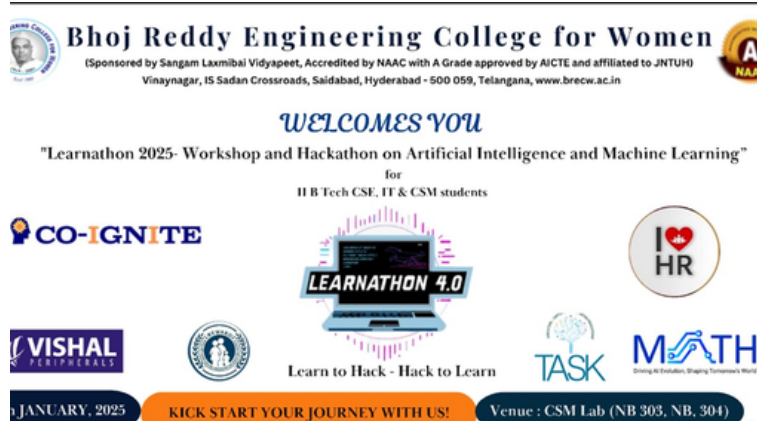 Bhoj Reddy Engineering College for Women
(Sponsored by Sangam Laxmibai Vidyapeet, Accredited by NAAC with A Grade approved by AICTE and affiliated to JNTUH)
Vinaynagar, IS Sadan Crossroads, Saidabad, Hyderabad - 500 059, Telangana, www.brecw.ac.in
A
NAA
WELCOMES YOU
"Learnathon 2025- Workshop and Hackathon on Artificial Intelligence and Machine Learning"
for
II B Tech CSE, IT & CSM students
CO-IGNITE
I
HR
LEARNATHON 4.0
VISHAL
PERIPHERALS
TASK
MATH
Driving AI Evolution, Shaping Tomorrow's World
Learn to Hack - Hack to Learn
JANUARY, 2025
KICK START YOUR JOURNEY WITH US!
Venue : CSM Lab (NB 303, NB, 304)